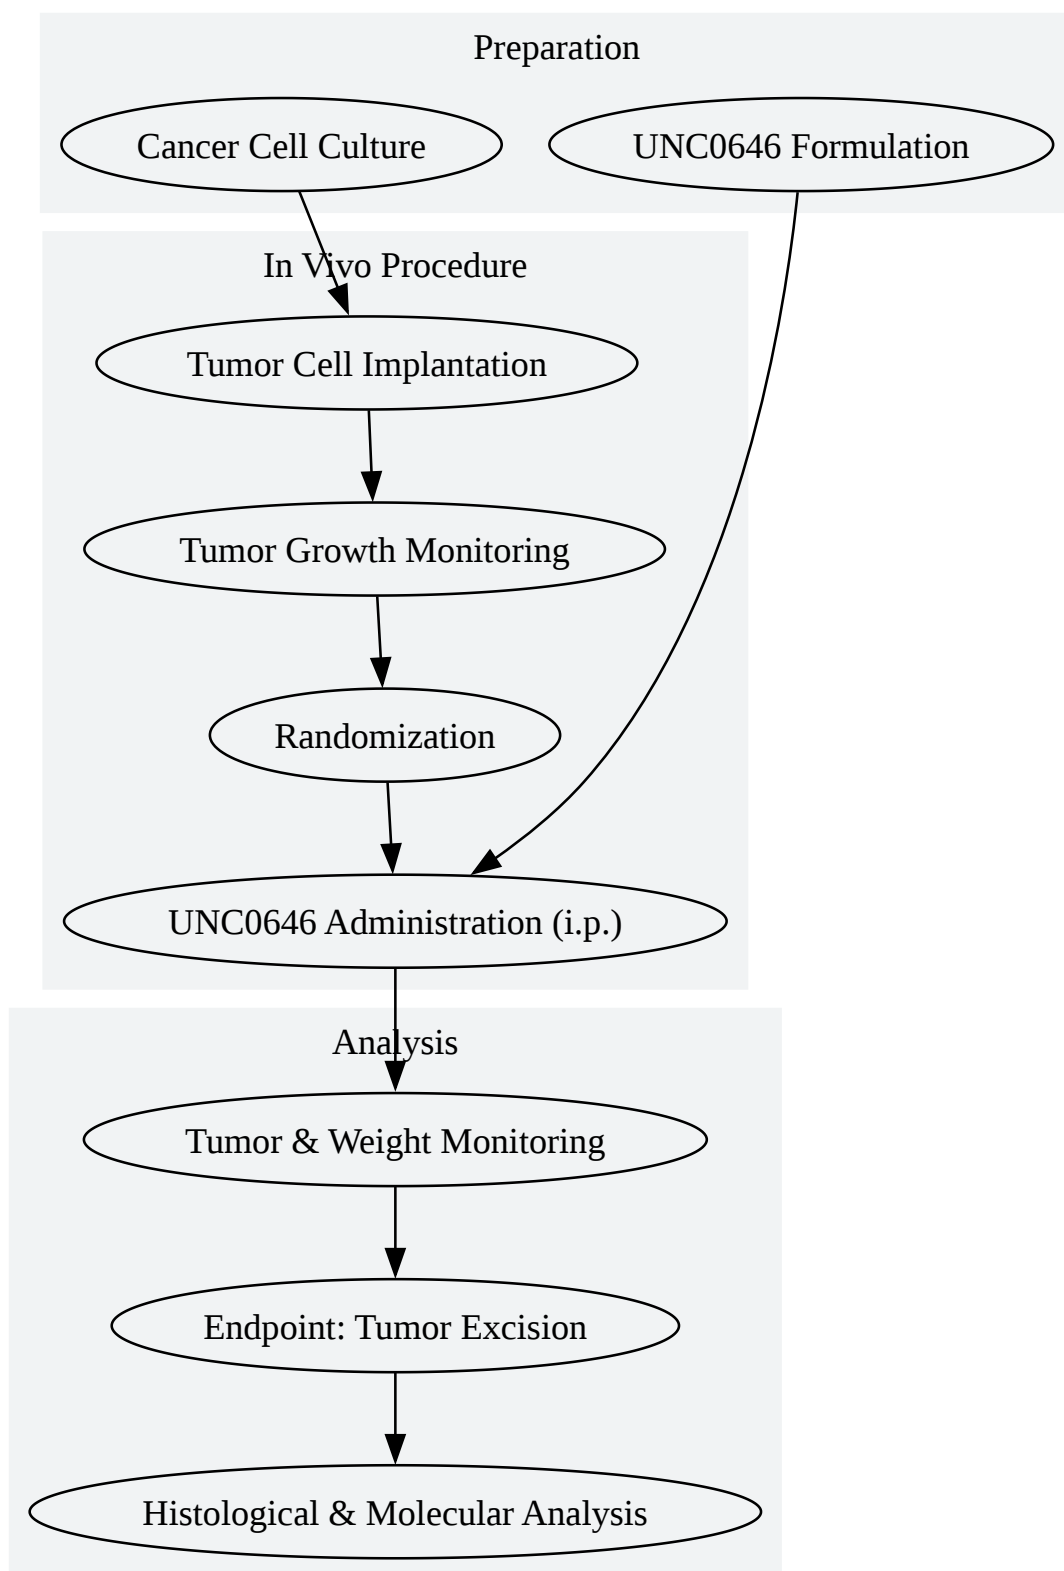 Preparation
Cancer Cell Culture
UNC0646 Formulation
In Vivo Procedure
Tumor Cell Implantation
Tumor Growth Monitoring
Randomization
UNC0646 Administration (i.p.)
Analysis
Tumor & Weight Monitoring
Endpoint: Tumor Excision
Histological & Molecular Analysis